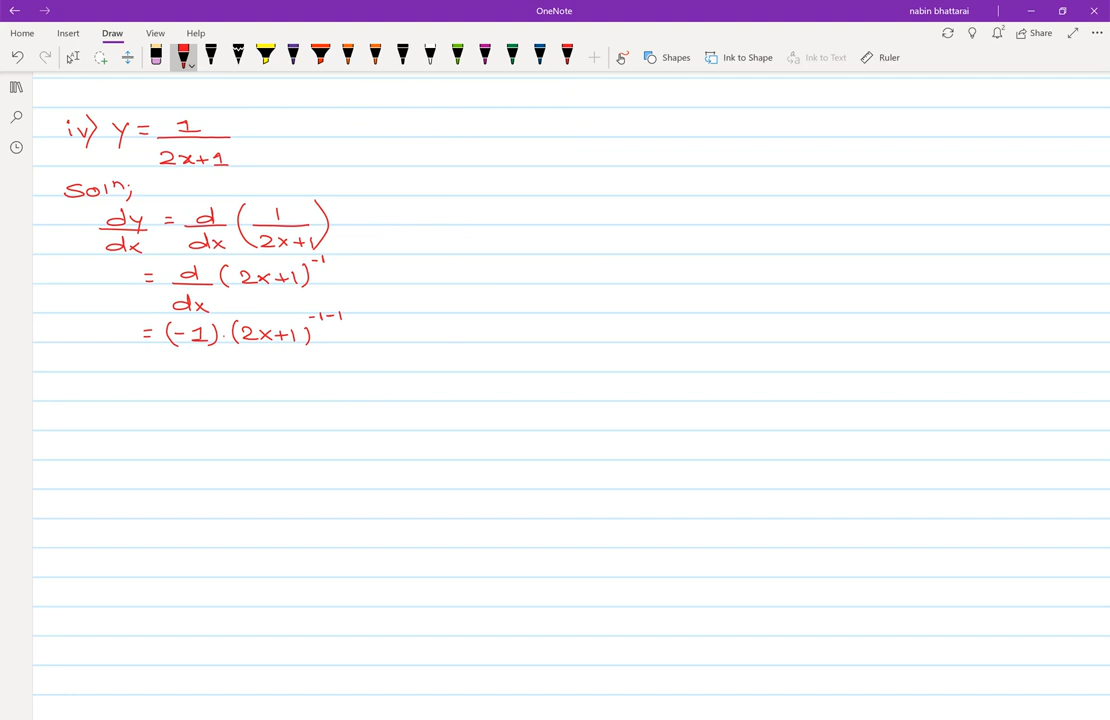 OneNote
nabin bhattarai
Home Insert Draw View Help
Share
Shapes Ink to Shape Ink to Text Ruler
2
iv) y = 1 / 2x+1
Soln;
dy/dx = d/dx (1 / 2x+1)
= d/dx (2x+1)^-1
= (-1).(2x+1)^-1-1